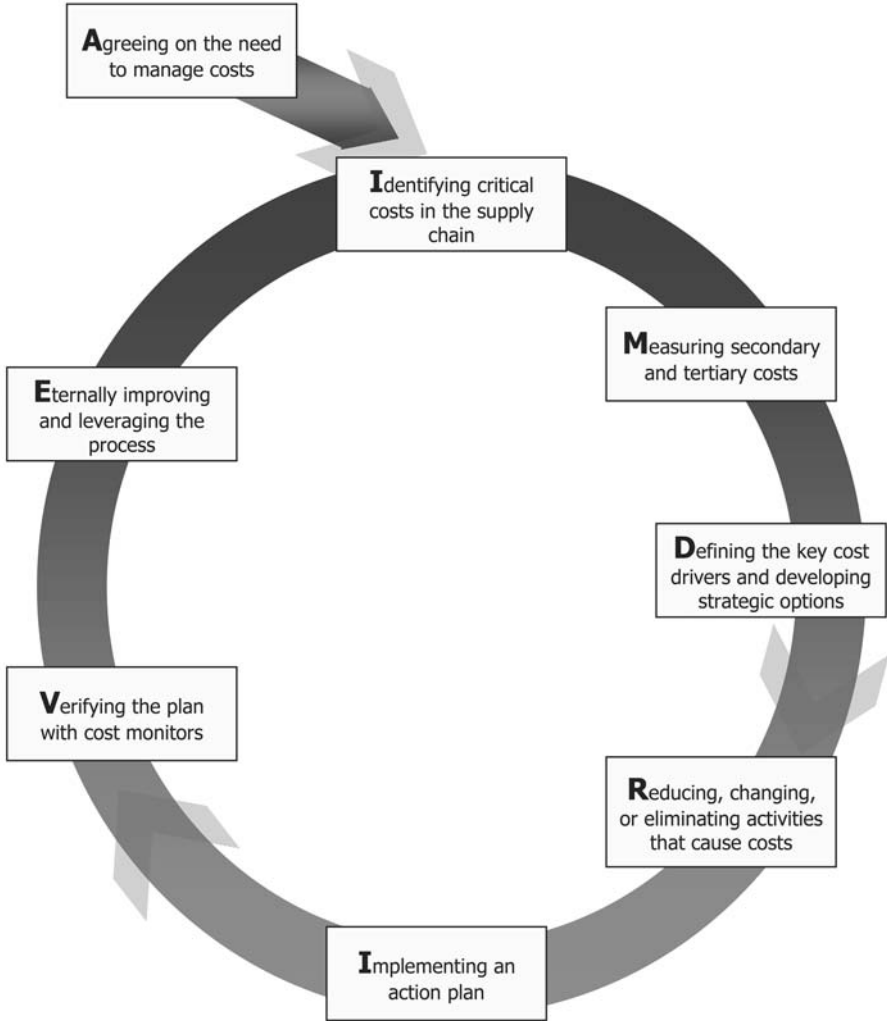 Agreeing on the need
to manage costs
Identifying critical
costs in the supply
chain
Measuring secondary
and tertiary costs
Defining the key cost
drivers and developing
strategic options
Reducing, changing,
or eliminating activities
that cause costs
Implementing an
action plan
Verifying the plan
with cost monitors
Eternally improving
and leveraging the
process